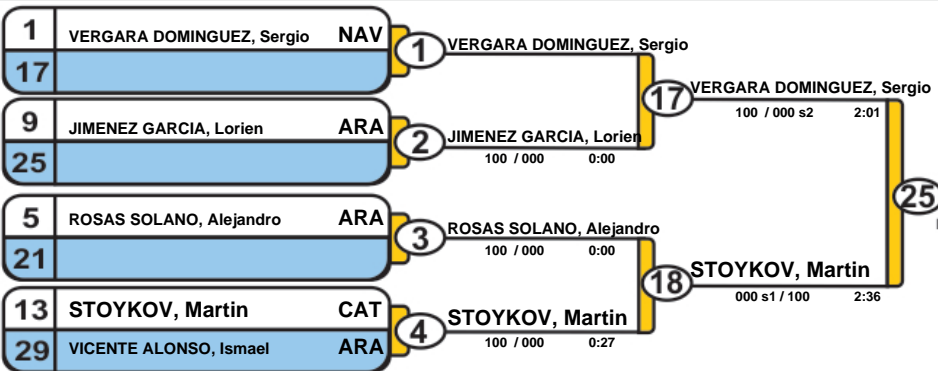 1 VERGARA DOMINGUEZ, Sergio NAV
17
1
VERGARA DOMINGUEZ, Sergio
9 JIMENEZ GARCIA, Lorien ARA
25
2
JIMENEZ GARCIA, Lorien
100 / 000 0:00
17
VERGARA DOMINGUEZ, Sergio
100 / 000 s2 2:01
5 ROSAS SOLANO, Alejandro ARA
21
3
ROSAS SOLANO, Alejandro
100 / 000 0:00
13 STOYKOV, Martin CAT
29 VICENTE ALONSO, Ismael ARA
4
STOYKOV, Martin
100 / 000 0:27
18
STOYKOV, Martin
000 s1 / 100 2:36
25